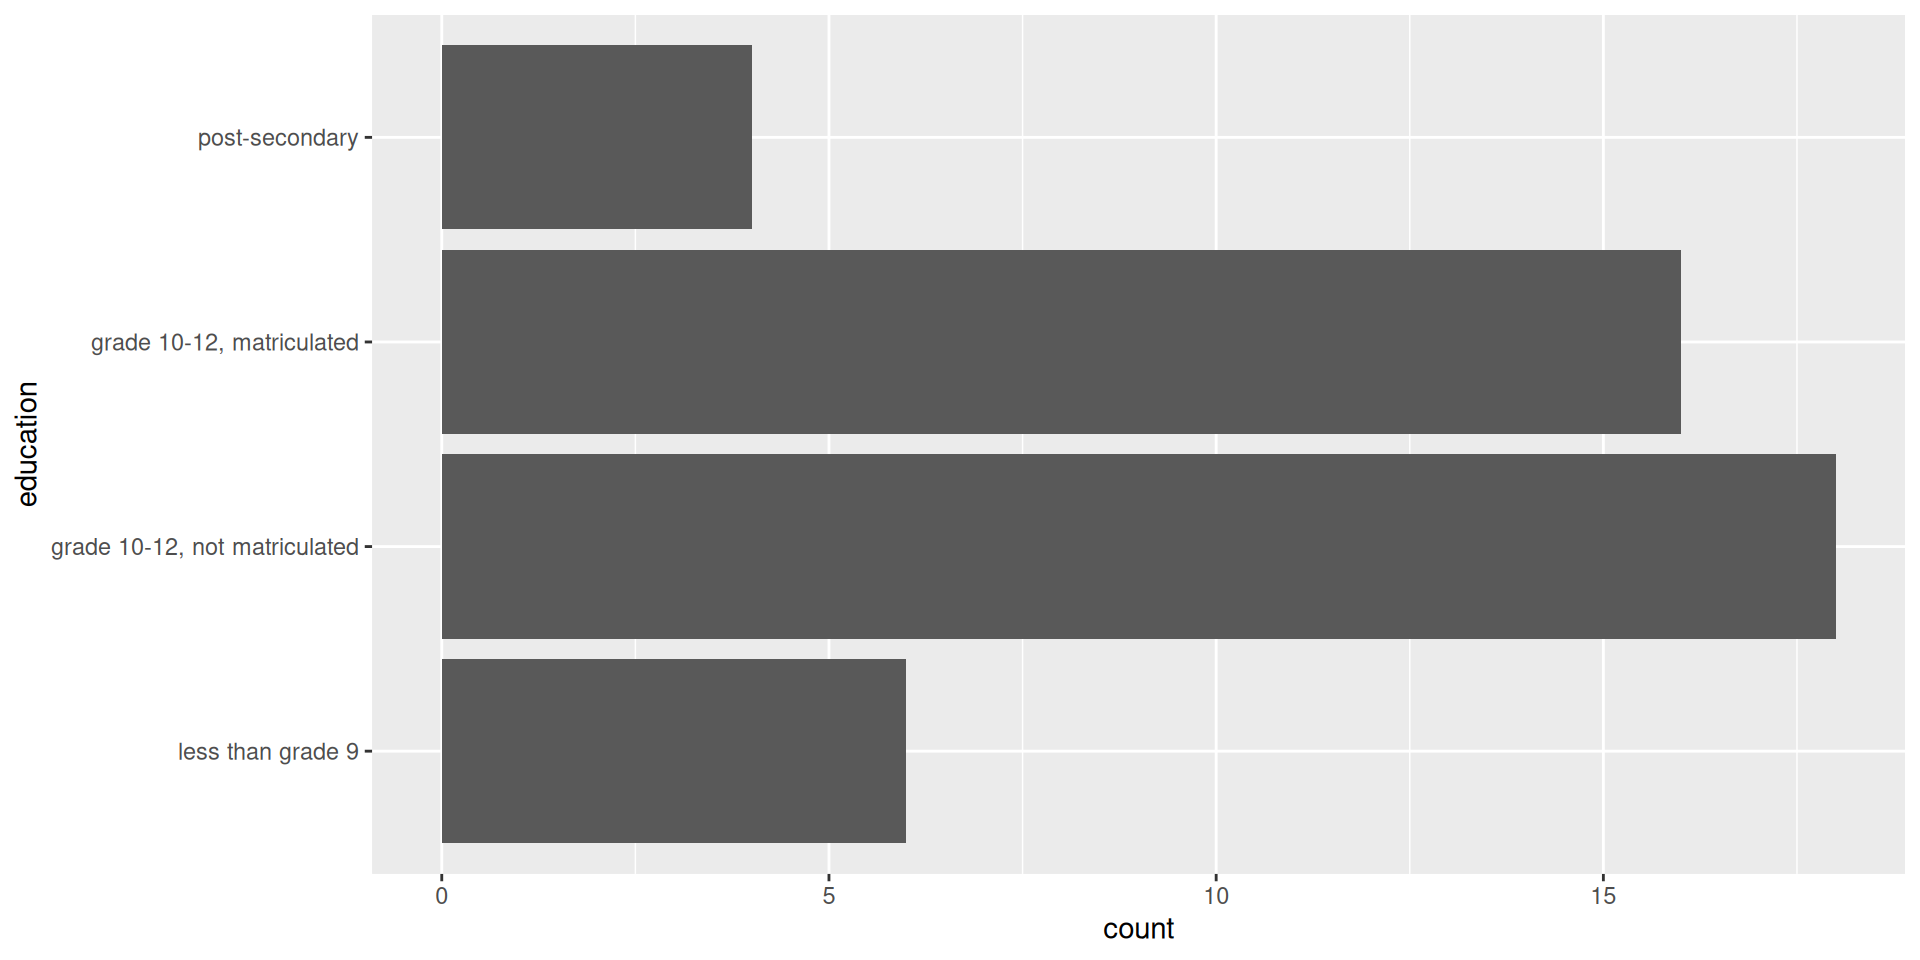 post-secondary
grade 10-12, matriculated
grade 10-12, not matriculated
less than grade 9
education
0 5 10 15
count